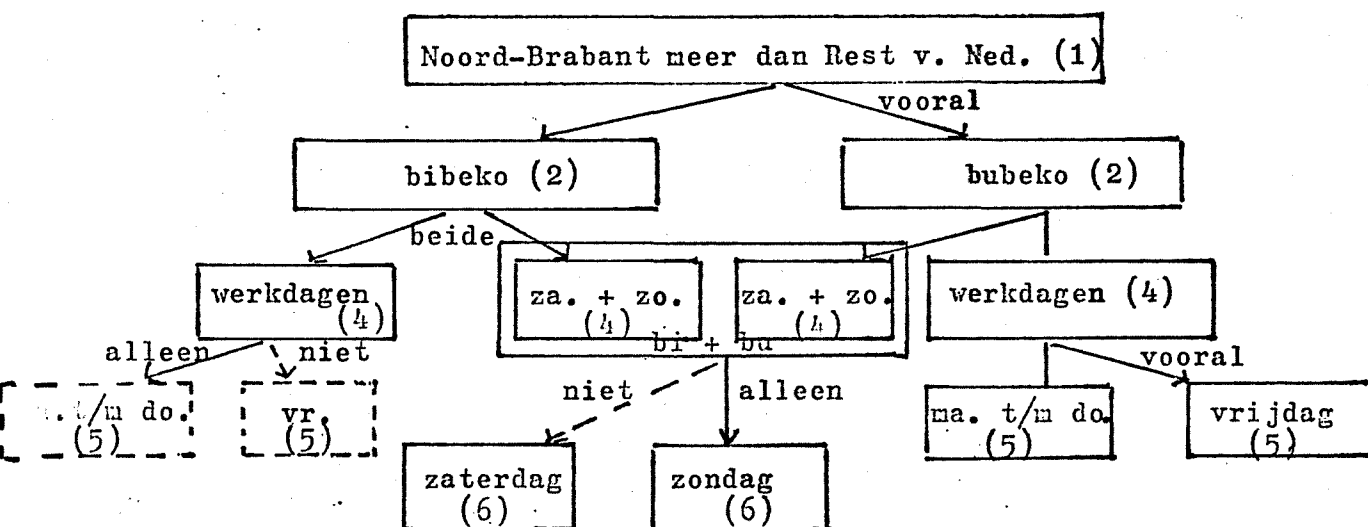 Noord-Brabant meer dan Rest v. Ned. (1)
vooral
bibeko (2)
bubeko (2)
beide
werkdagen
(4)
za. + zo.
(4)
za. + zo.
(4)
bi + bu
werkdagen (4)
alleen
niet
vooral
t/m do.
(5)
vr.
(5)
niet
alleen
ma. t/m do.
(5)
vrijdag
(5)
zaterdag
(6)
zondag
(6)